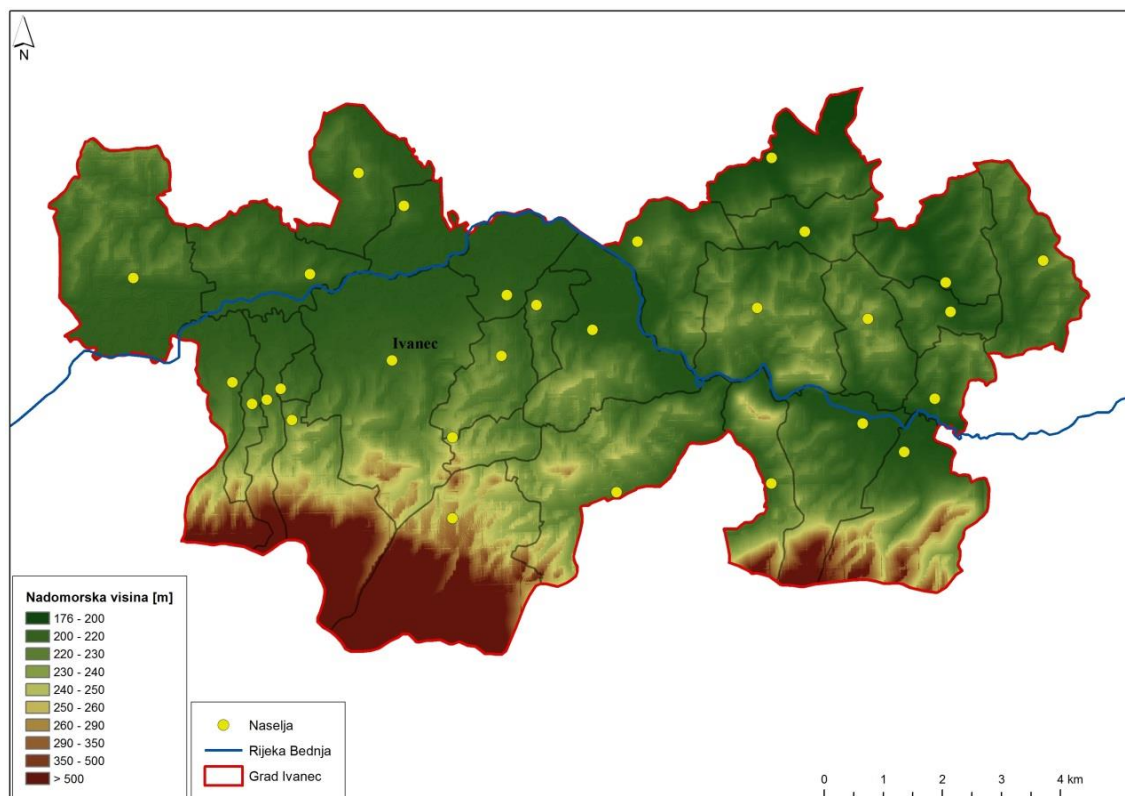 N
Ivanec
Nadomorska visina [m]
176 - 200
200 - 220
220 - 230
230 - 240
240 - 250
250 - 260
260 - 290
290 - 350
350 - 500
> 500
Naselja
Rijeka Bednja
Grad Ivanec
0 1 2 3 4 km